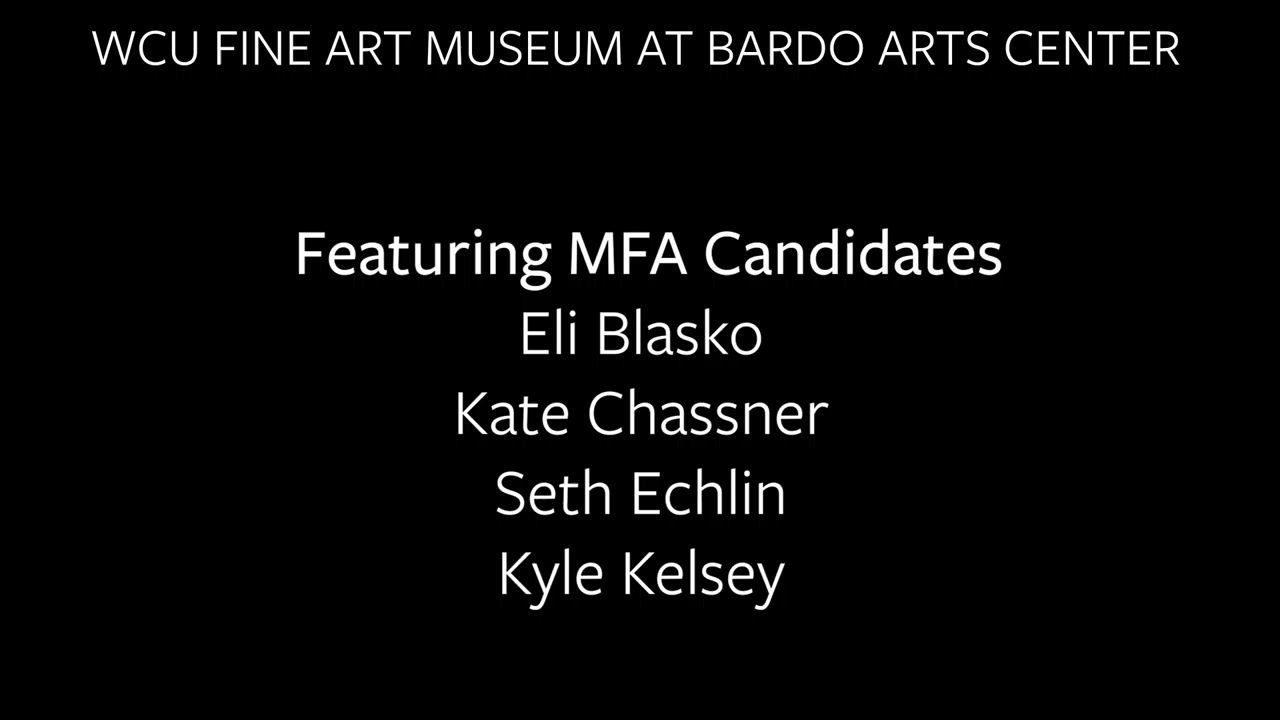 WCU FINE ART MUSEUM AT BARDO ARTS CENTER
Featuring MFA Candidates
Eli Blasko
Kate Chassner
Seth Echlin
Kyle Kelsey